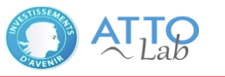 INVESTISSEMENTS
D'AVENIR
ATTO
Lab